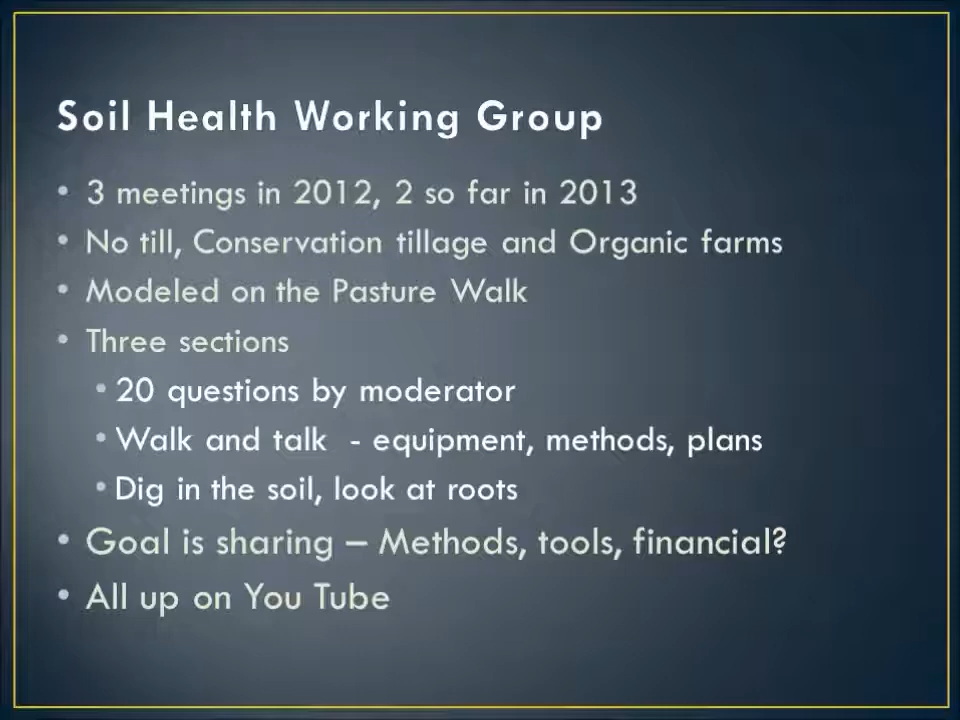 Soil Health Working Group
• 3 meetings in 2012, 2 so far in 2013
• No till, Conservation tillage and Organic farms
• Modeled on the Pasture Walk
• Three sections
• 20 questions by moderator
• Walk and talk  - equipment, methods, plans
• Dig in the soil, look at roots
• Goal is sharing – Methods, tools, financial?
• All up on You Tube